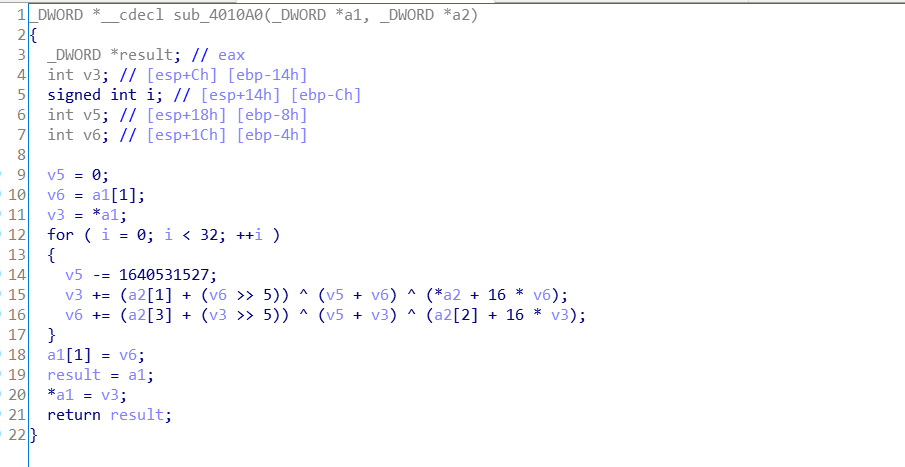 1 _DWORD *__cdecl sub_4010A0(_DWORD *a1, _DWORD *a2)
2 {
3   _DWORD *result; // eax
4   int v3; // [esp+Ch] [ebp-14h]
5   signed int i; // [esp+14h] [ebp-Ch]
6   int v5; // [esp+18h] [ebp-8h]
7   int v6; // [esp+1Ch] [ebp-4h]
8
9   v5 = 0;
10   v6 = a1[1];
11   v3 = *a1;
12   for ( i = 0; i < 32; ++i )
13   {
14     v5 -= 1640531527;
15     v3 += (a2[1] + (v6 >> 5)) ^ (v5 + v6) ^ (*a2 + 16 * v6);
16     v6 += (a2[3] + (v3 >> 5)) ^ (v5 + v3) ^ (a2[2] + 16 * v3);
17   }
18   a1[1] = v6;
19   result = a1;
20   *a1 = v3;
21   return result;
22 }